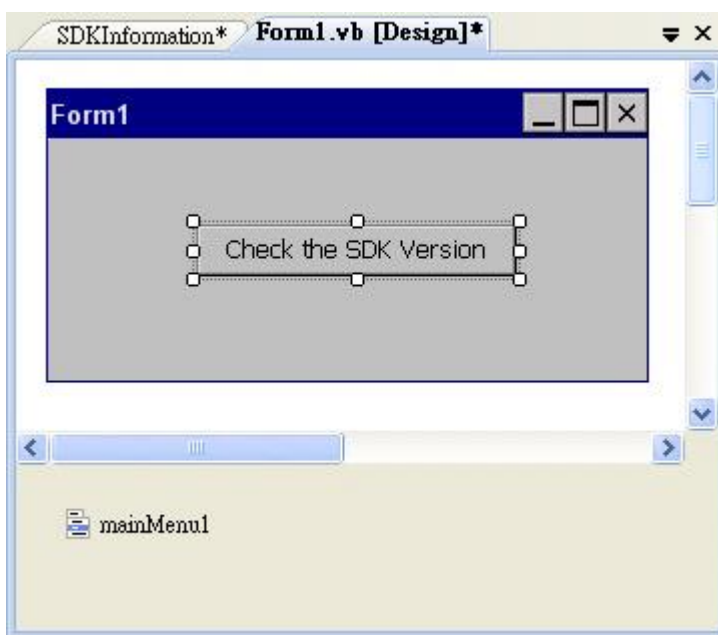 SDKInformation* Form1.vb [Design]*
Form1
Check the SDK Version
mainMenu1